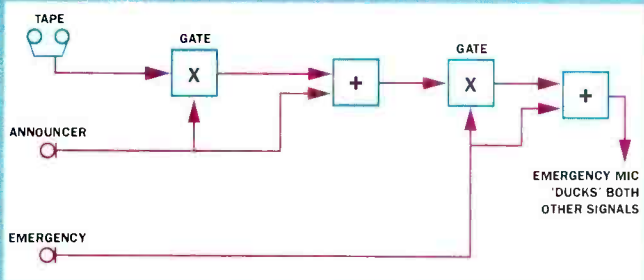 TAPE
GATE
X
+
GATE
X
+
ANNOUNCER
EMERGENCY MIC
'DUCKS' BOTH
OTHER SIGNALS
EMERGENCY